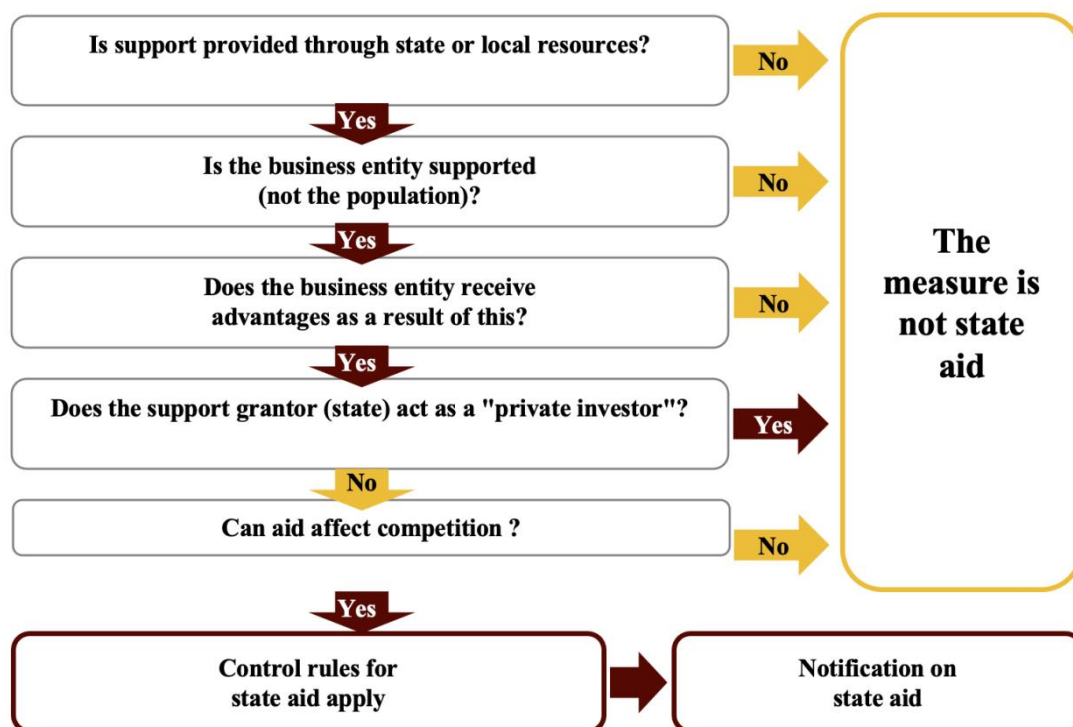 Is support provided through state or local resources?
No
Yes
Is the business entity supported
(not the population)?
No
Yes
Does the business entity receive
advantages as a result of this?
No
Yes
Does the support grantor (state) act as a "private investor"?
Yes
No
Can aid affect competition ?
No
Yes
The
measure is
not state
aid
Control rules for
state aid apply
Notification on
state aid